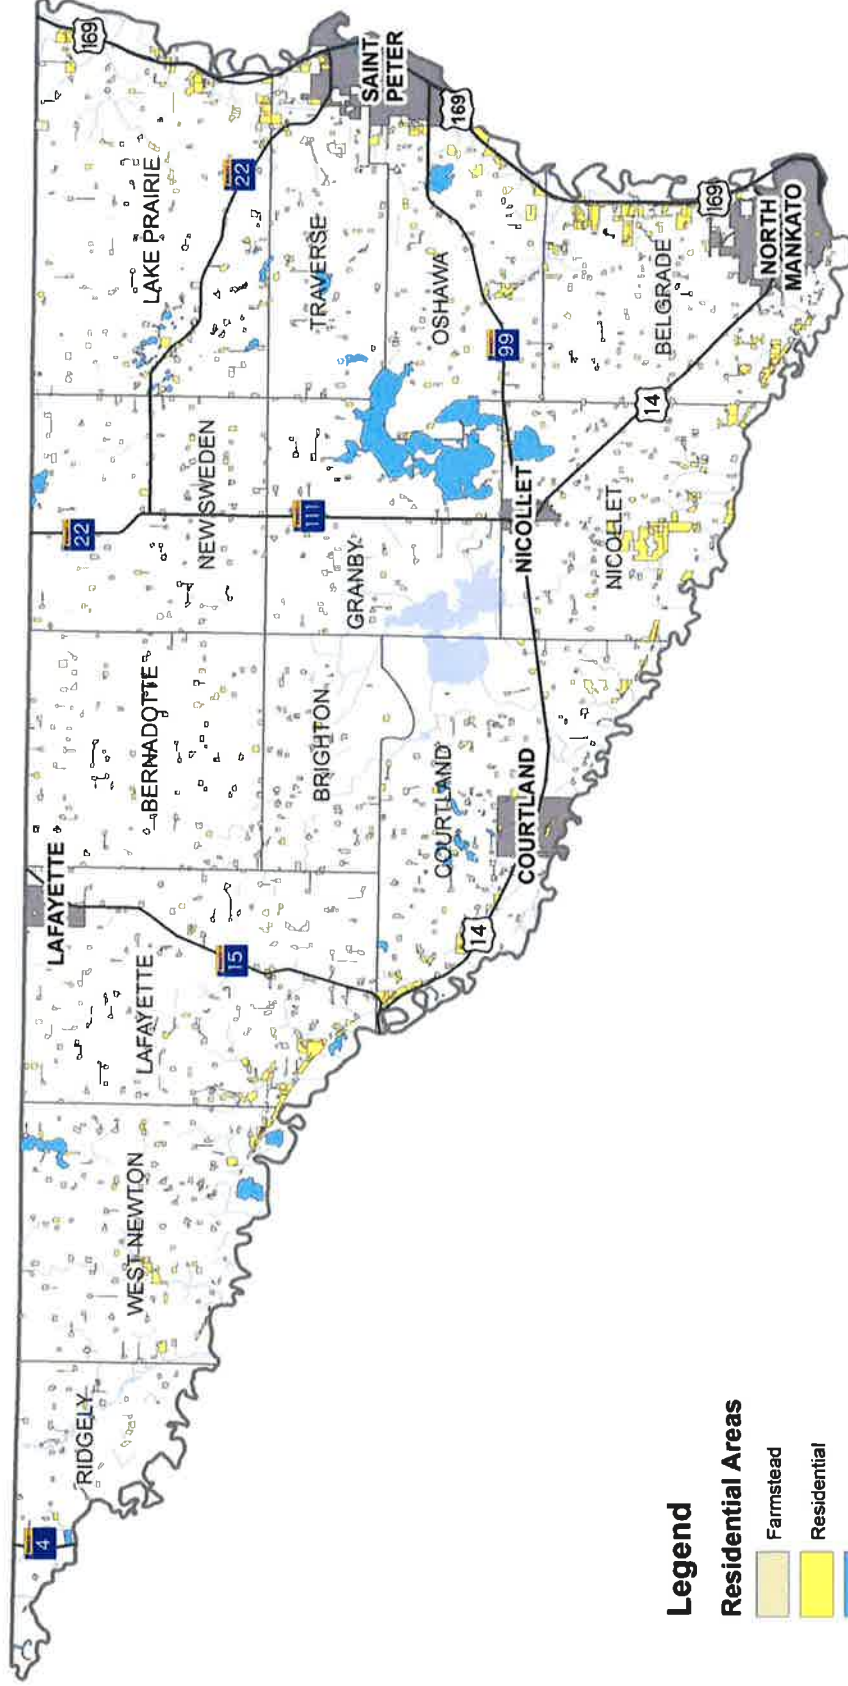 4
LAFAYETTE
22
169
RIDGELY
WEST NEWTON
LAFAYETTE
BERNADOTTE
LAKE PRAIRIE
NEW SWEDEN
15
22
111
BRIGHTON
TRAVERSE
GRANBY
SAINT
PETER
COURTLAND
OSHAWA
169
14
99
COURTLAND
NICOLLET
NICOLLET
14
BELGRADE
169
NORTH
MANKATO
Legend
Residential Areas
Farmstead
Residential